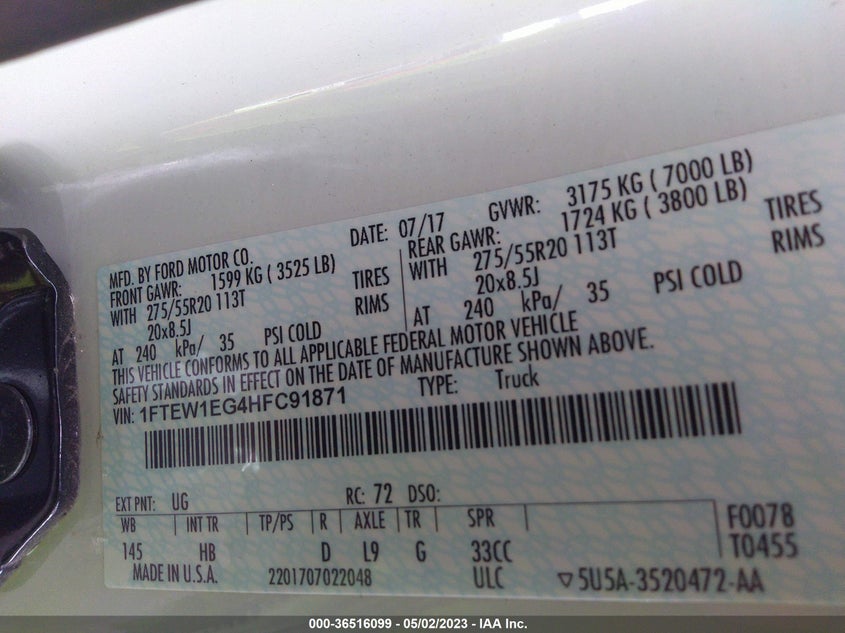 MFD. BY FORD MOTOR CO. DATE: 07/17 GVWR: 3175 KG ( 7000 LB)
FRONT GAWR: 1599 KG ( 3525 LB) REAR GAWR: 1724 KG ( 3800 LB)
WITH 275/55R20 113T TIRES WITH 275/55R20 113T TIRES
20x8.5J RIMS 20x8.5J RIMS
AT 240 kPa/ 35 PSI COLD AT 240 kPa/ 35 PSI COLD
THIS VEHICLE CONFORMS TO ALL APPLICABLE FEDERAL MOTOR VEHICLE
SAFETY STANDARDS IN EFFECT ON THE DATE OF MANUFACTURE SHOWN ABOVE.
VIN: 1FTEW1EG4HFC91871 TYPE: Truck
EXT PNT: UG RC: 72 DSO:
WB INT TR TP/PS R AXLE TR SPR F0078
145 HB D L9 G 33CC T0455
MADE IN U.S.A. 2201707022048 ULC ▽5U5A-3520472-AA
000-36516099 - 05/02/2023 - IAA Inc.